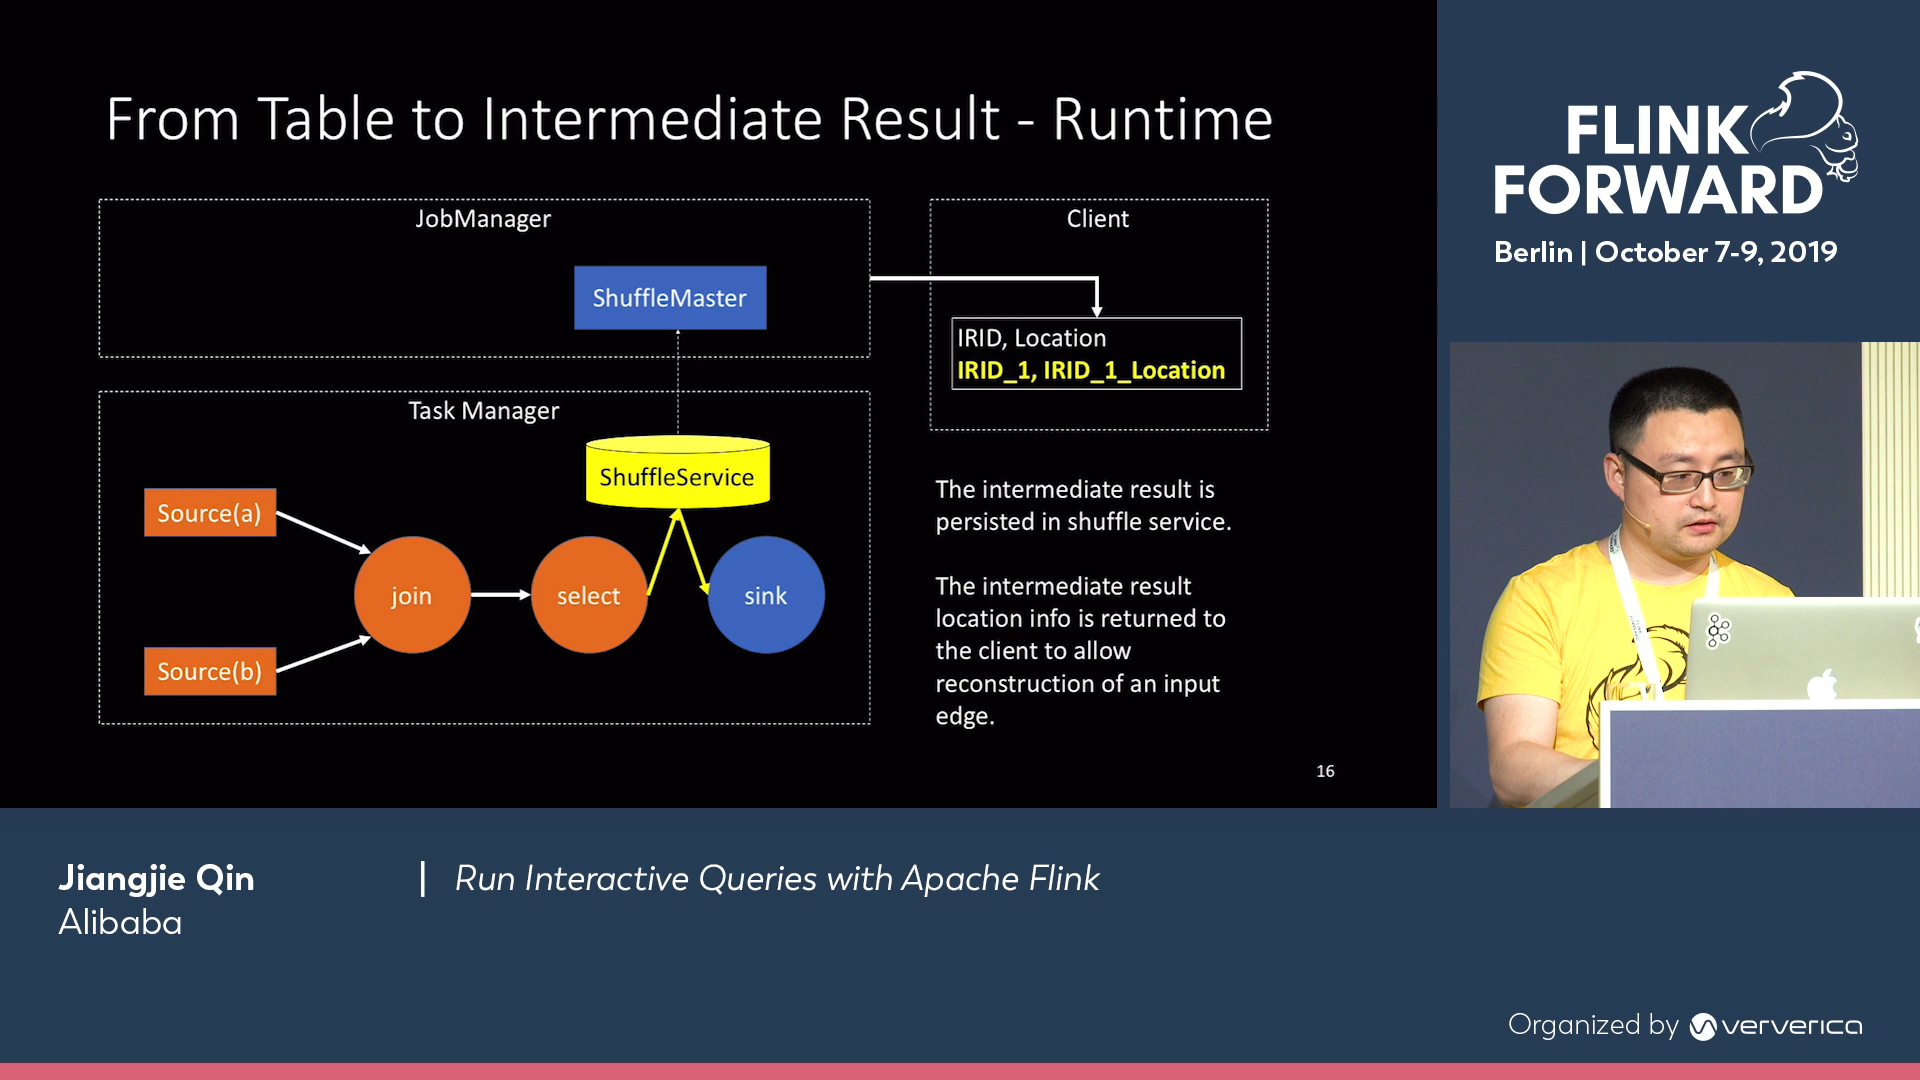 From Table to Intermediate Result - Runtime
JobManager
ShuffleMaster
Client
IRID, Location
IRID_1, IRID_1_Location
Task Manager
ShuffleService
Source(a)
join
select
sink
Source(b)
The intermediate result is
persisted in shuffle service.
The intermediate result
location info is returned to
the client to allow
reconstruction of an input
edge.
16
FLINK
FORWARD
Berlin | October 7-9, 2019
Jiangjie Qin
| Run Interactive Queries with Apache Flink
Alibaba
Organized by ververica